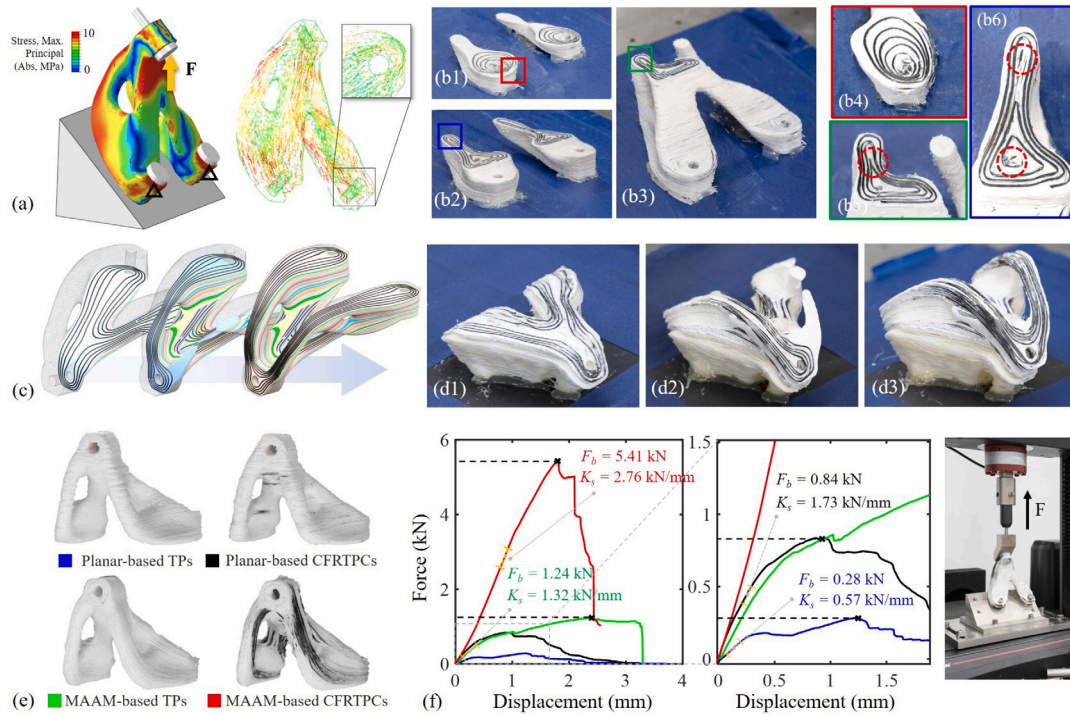 Stress, Max.
Principal
(Abs, MPa)
10
0
F
(a)
(b1)
(b2)
(b3)
(b4)
(b6)
(c)
(d1)
(d2)
(d3)
Planar-based TPs
Planar-based CFRTPCs
MAAM-based TPs
MAAM-based CFRTPCs
(e)
Force (kN)
6
4
2
0
0
1
2
3
4
Displacement (mm)
F_b = 5.41 kN
K_s = 2.76 kN/mm
F_b = 1.24 kN
K_s = 1.32 kN/mm
(f)
1.5
1
0.5
0
0
0.5
1
1.5
Displacement (mm)
F_b = 0.84 kN
K_s = 1.73 kN/mm
F_b = 0.28 kN
K_s = 0.57 kN/mm
F